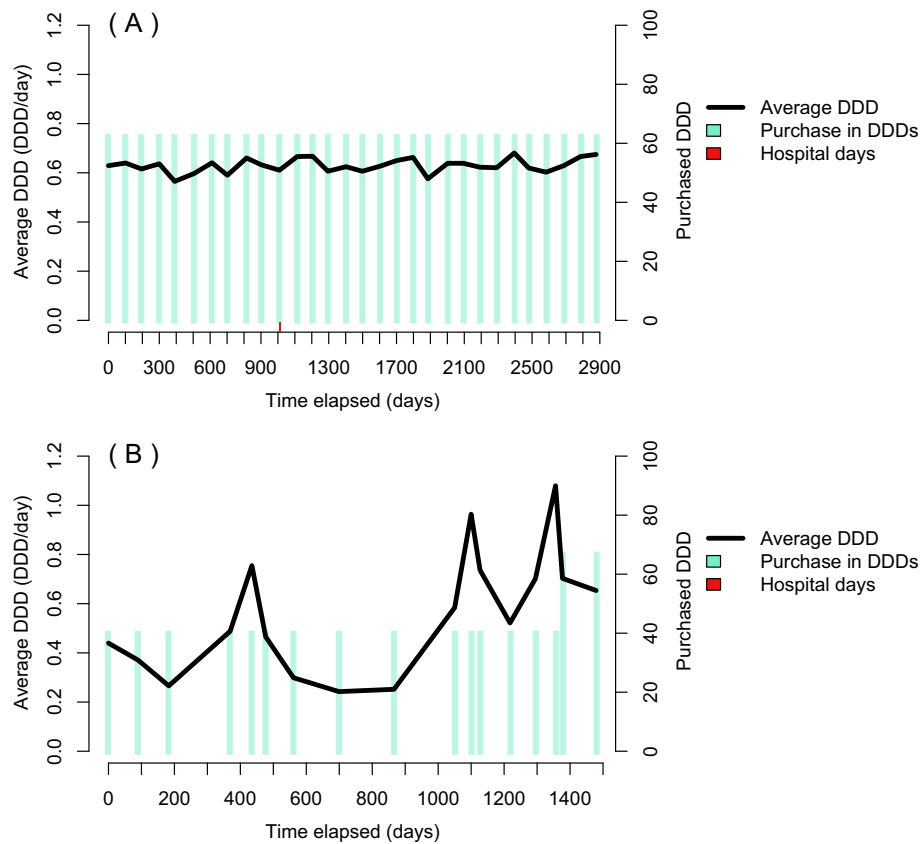 ( A )
Average DDD (DDD/day)
0.0 0.2 0.4 0.6 0.8 1.0 1.2
Purchased DDD
0 20 40 60 80 100
Average DDD
Purchase in DDDs
Hospital days
0 300 600 900 1300 1700 2100 2500 2900
Time elapsed (days)
( B )
Average DDD (DDD/day)
0.0 0.2 0.4 0.6 0.8 1.0 1.2
Purchased DDD
0 20 40 60 80 100
Average DDD
Purchase in DDDs
Hospital days
0 200 400 600 800 1000 1200 1400
Time elapsed (days)